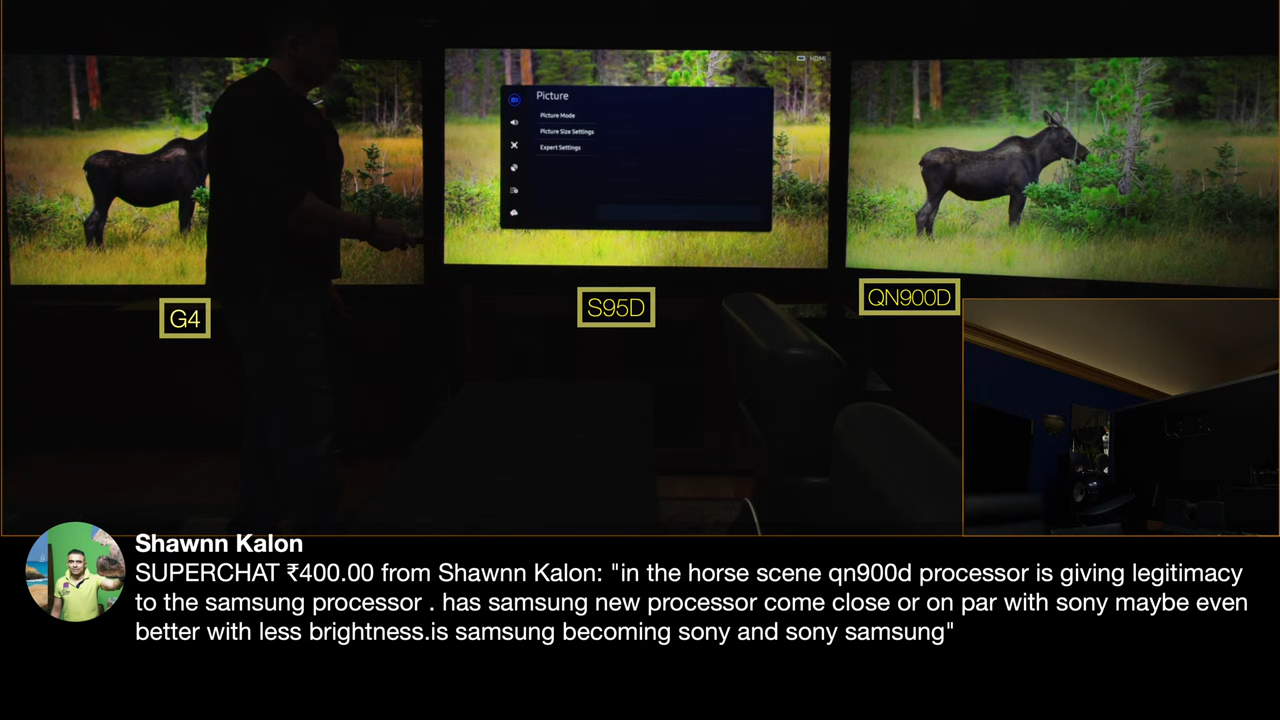 HDMI
Picture
Picture Mode
Picture Size Settings
Expert Settings
G4
S95D
QN900D
Shawnn Kalon
SUPERCHAT ₹400.00 from Shawnn Kalon: "in the horse scene qn900d processor is giving legitimacy
to the samsung processor . has samsung new processor come close or on par with sony maybe even
better with less brightness.is samsung becoming sony and sony samsung"